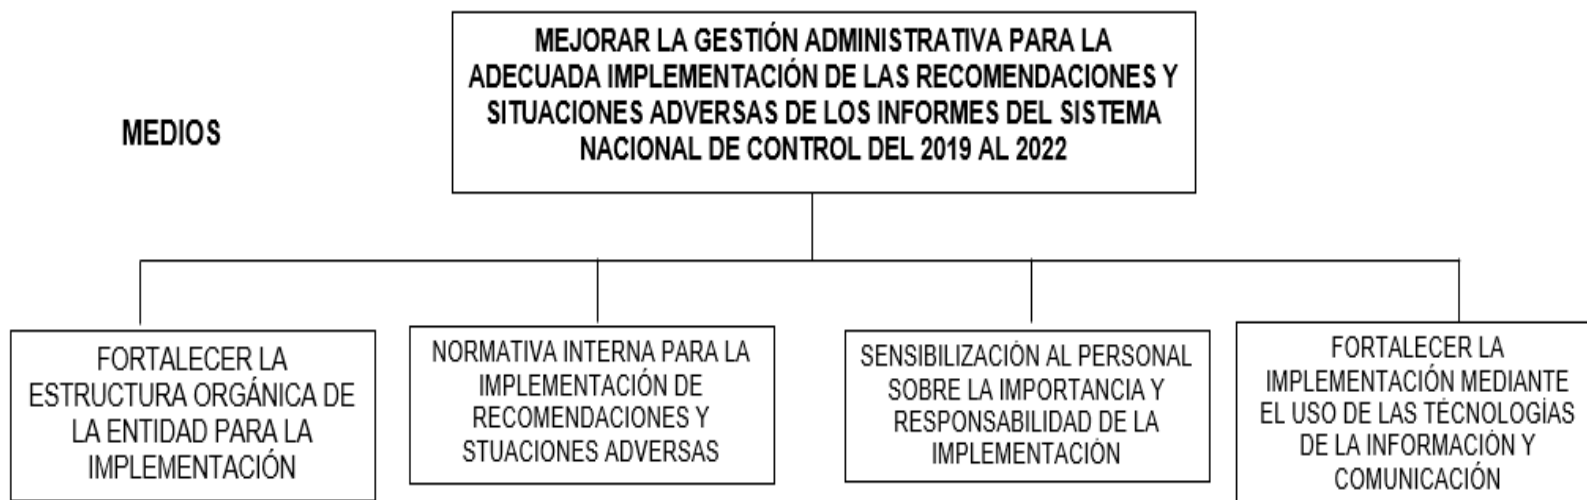 MEJORAR LA GESTIÓN ADMINISTRATIVA PARA LA
ADECUADA IMPLEMENTACIÓN DE LAS RECOMENDACIONES Y
SITUACIONES ADVERSAS DE LOS INFORMES DEL SISTEMA
NACIONAL DE CONTROL DEL 2019 AL 2022
MEDIOS
FORTALECER LA
ESTRUCTURA ORGÁNICA DE
LA ENTIDAD PARA LA
IMPLEMENTACIÓN
NORMATIVA INTERNA PARA LA
IMPLEMENTACIÓN DE
RECOMENDACIONES Y
STUACIONES ADVERSAS
SENSIBILIZACIÓN AL PERSONAL
SOBRE LA IMPORTANCIA Y
RESPONSABILIDAD DE LA
IMPLEMENTACIÓN
FORTALECER LA
IMPLEMENTACIÓN MEDIANTE
EL USO DE LAS TÉCNOLOGÍAS
DE LA INFORMACIÓN Y
COMUNICACIÓN